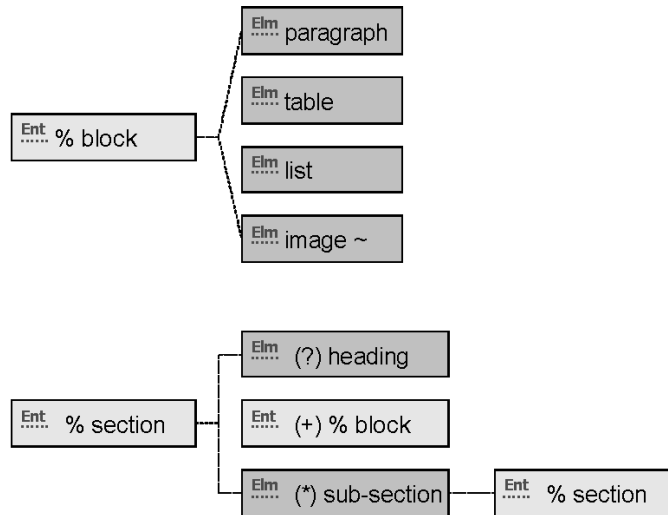 Elm paragraph
Elm table
Ent % block
Elm list
Elm image ~
Elm (?) heading
Ent % section
Ent (+) % block
Elm (*) sub-section
Ent % section